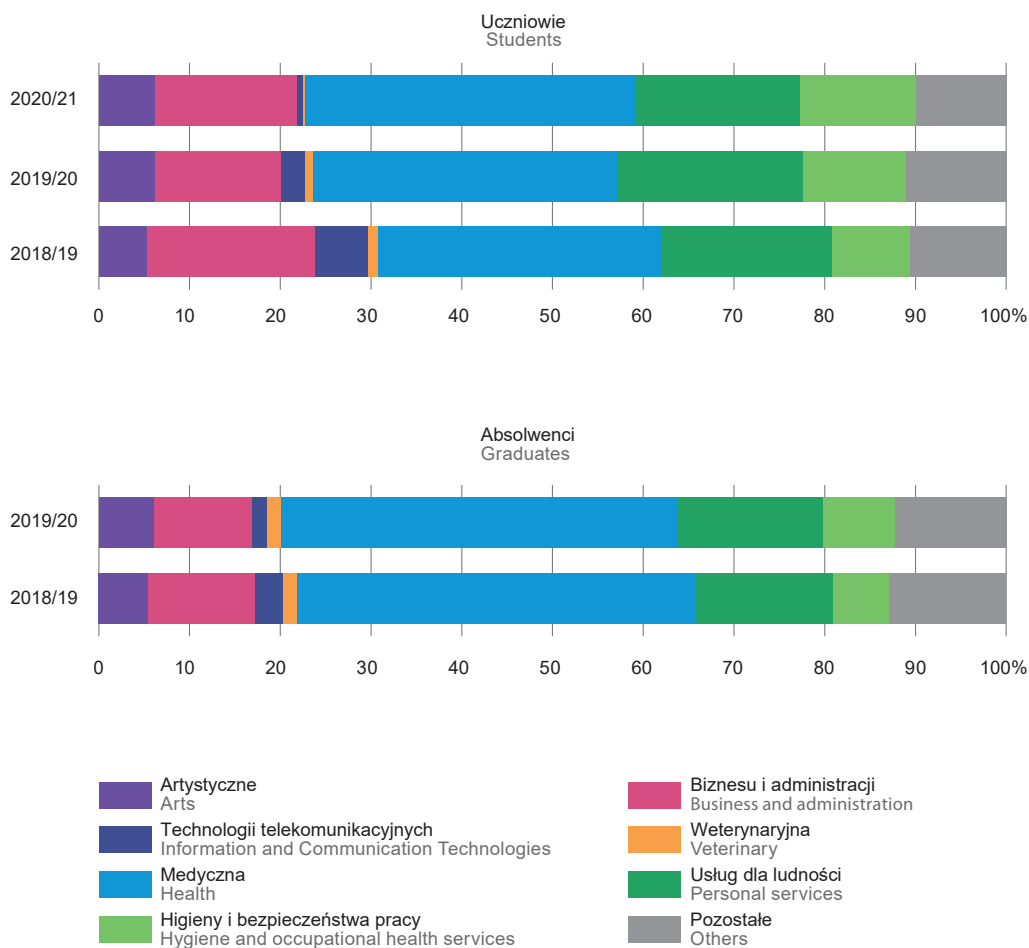 Uczniowie
Students
2020/21
2019/20
2018/19
0 10 20 30 40 50 60 70 80 90 100%
Absolwenci
Graduates
2019/20
2018/19
0 10 20 30 40 50 60 70 80 90 100%
Artystyczne
Arts
Biznesu i administracji
Business and administration
Technologii telekomunikacyjnych
Information and Communication Technologies
Weterynaryjna
Veterinary
Medyczna
Health
Usług dla ludności
Personal services
Higieny i bezpieczeństwa pracy
Hygiene and occupational health services
Pozostałe
Others